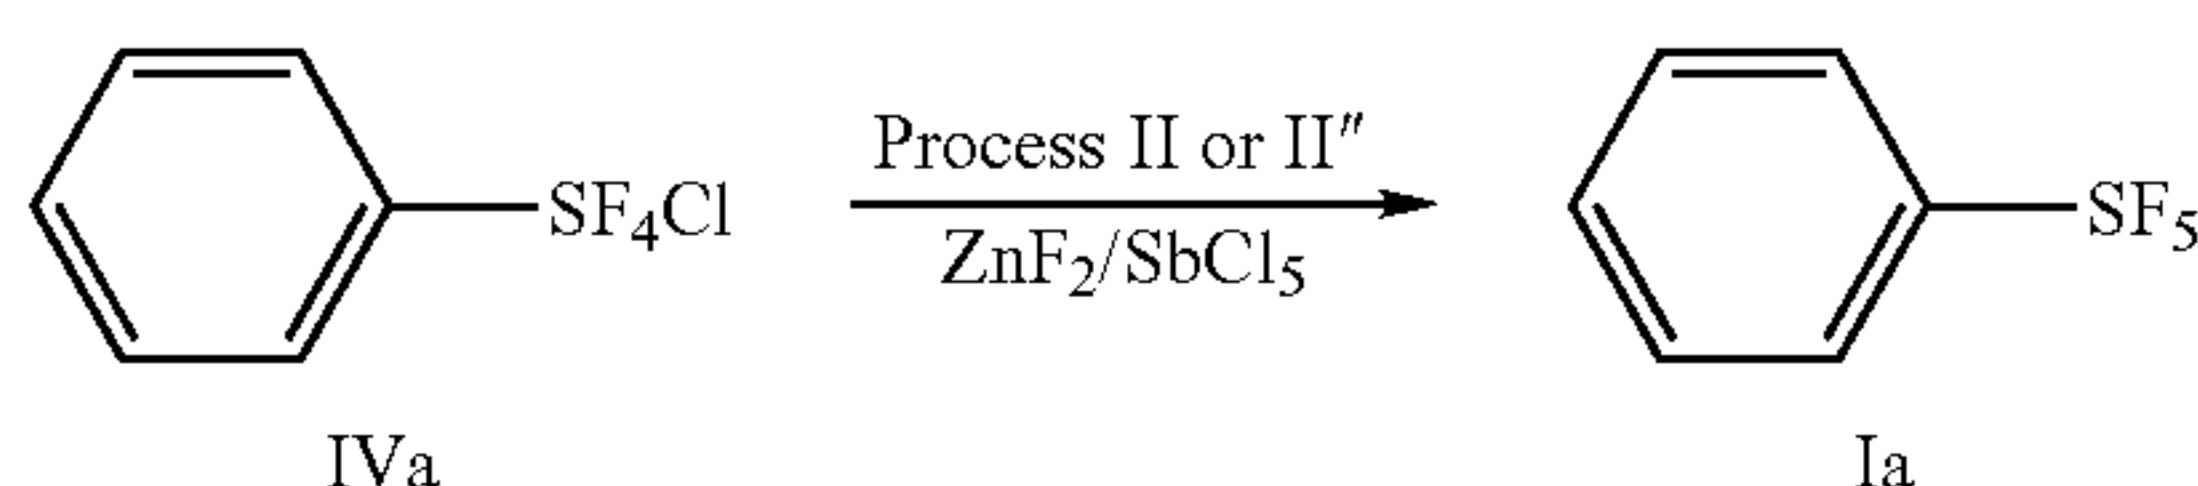 Process II or II″
SF₄Cl
SF₅
ZnF₂/SbCl₅
IVa
Ia